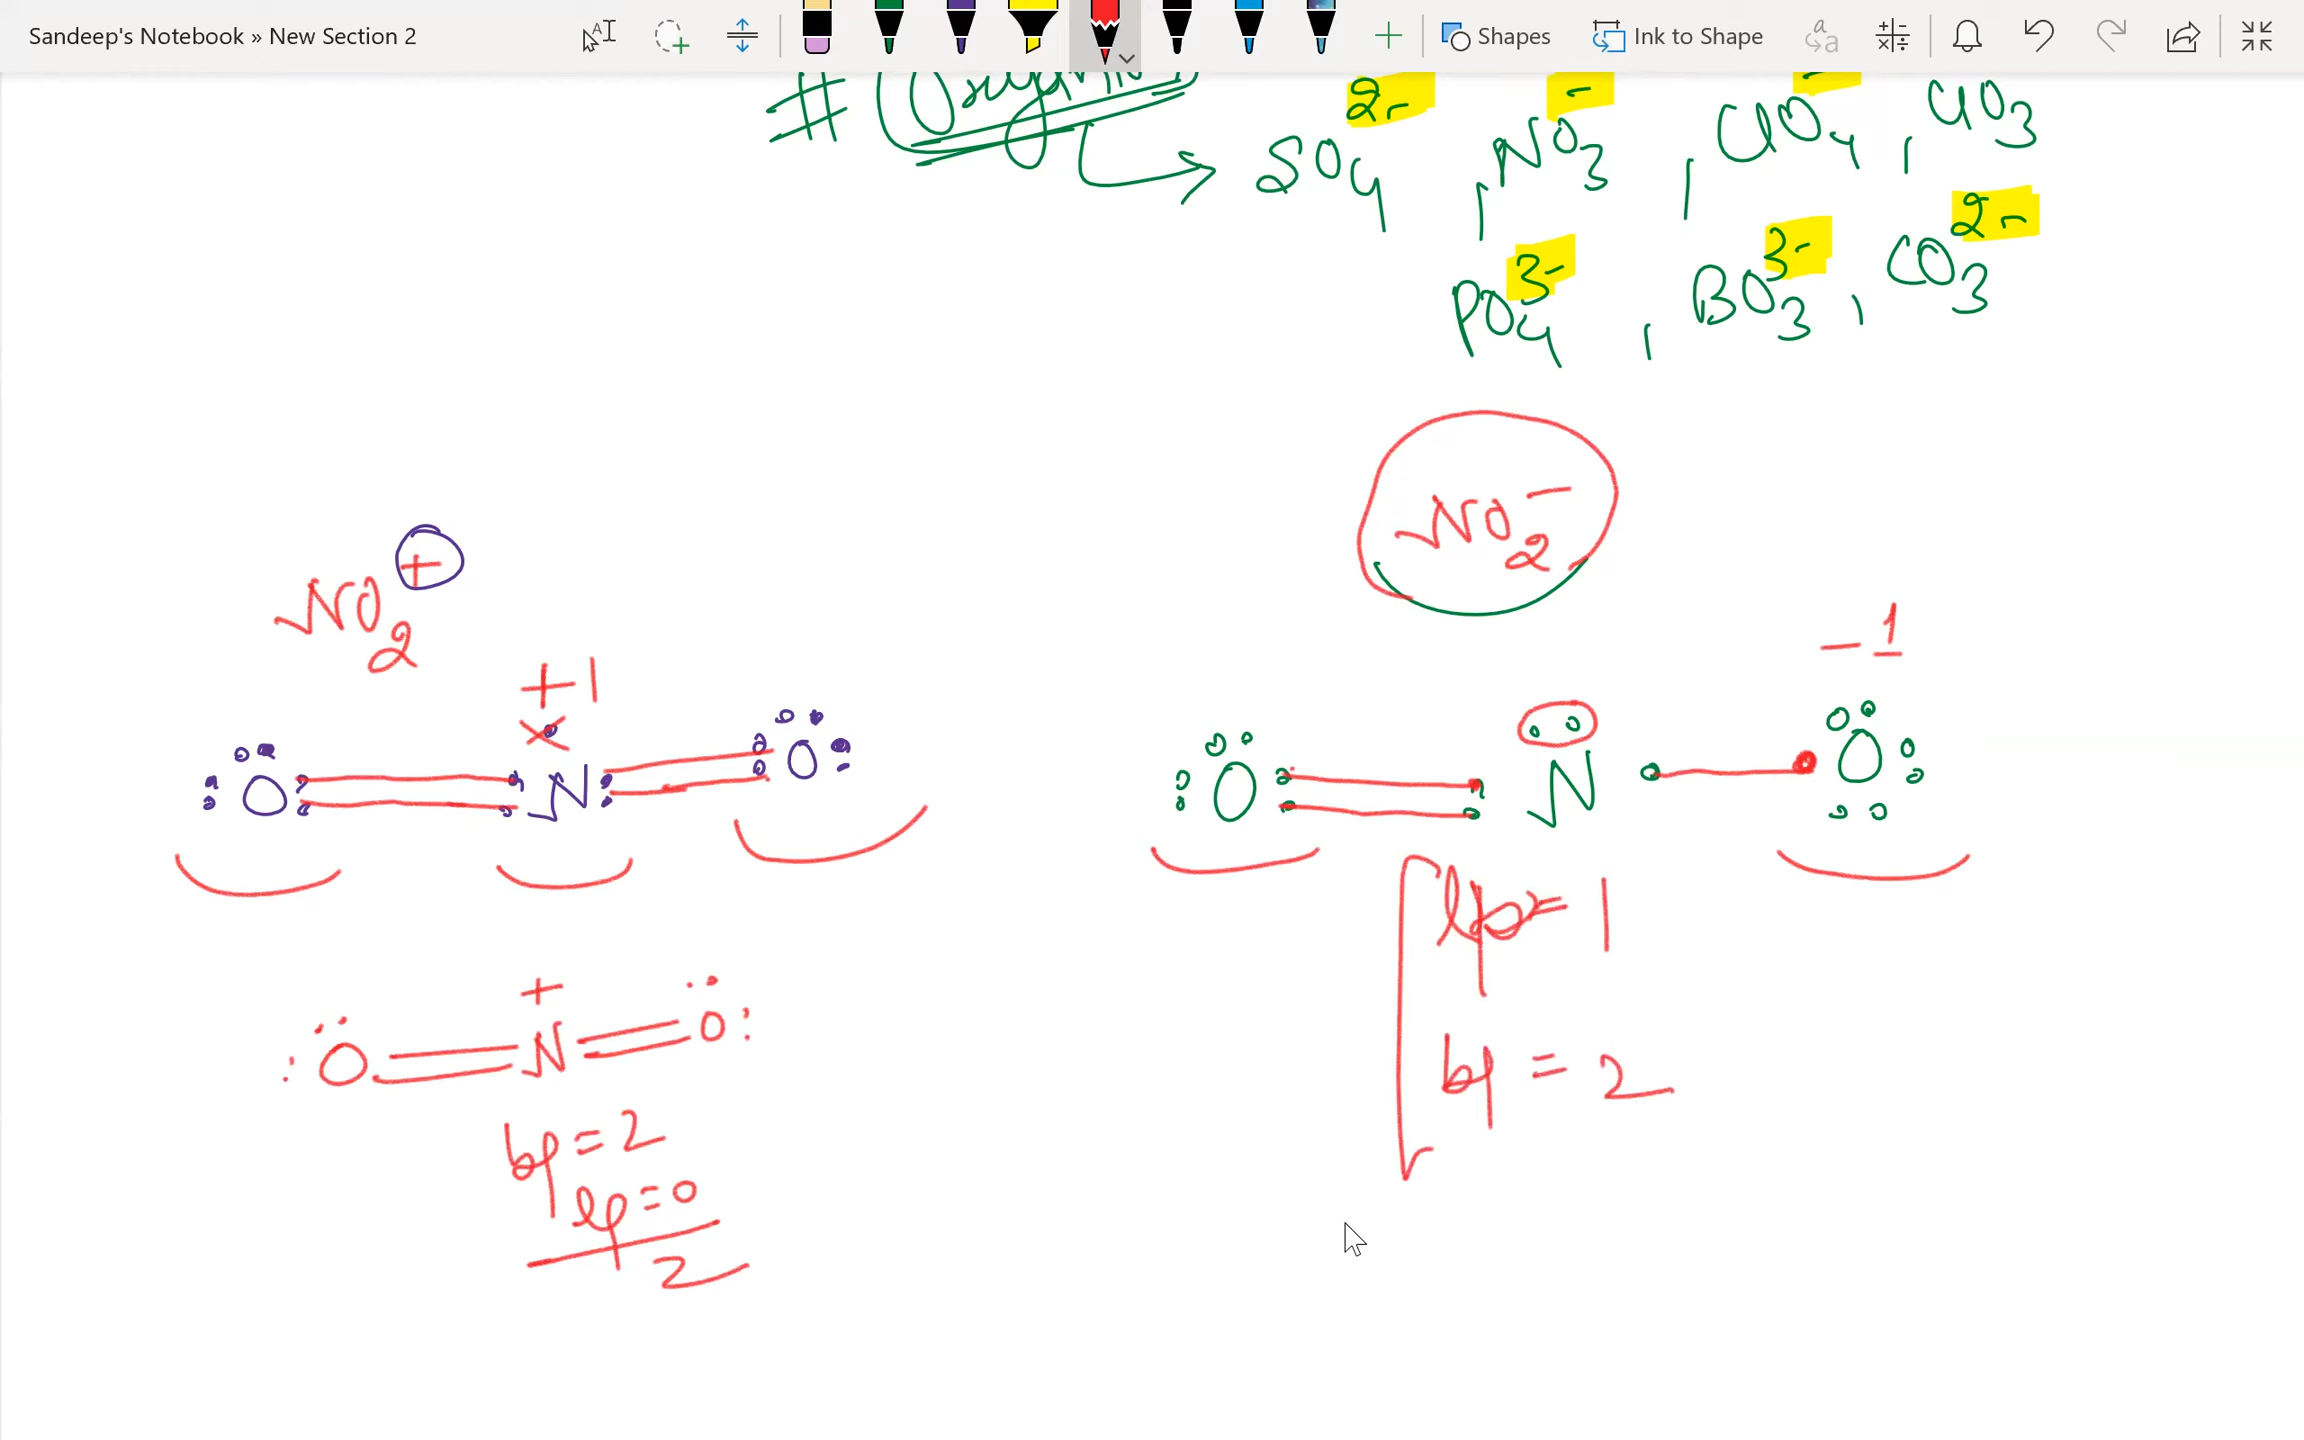 Sandeep's Notebook » New Section 2
Shapes
Ink to Shape
#
SO4 2-, NO3 -, ClO4 -, ClO3
PO4 3-, BO3 3-, CO3 2-
NO2 -
NO2 +
+1
-1
O N O
O N O
lp = 1
+
O N O
bp = 2
bp = 2
lp = 0
2